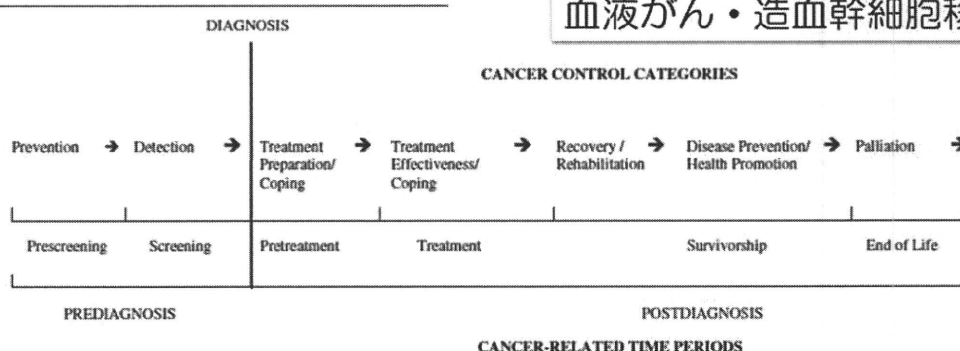 血液がん・造血幹細胞移
DIAGNOSIS
CANCER CONTROL CATEGORIES
Prevention → Detection → Treatment Preparation/ Coping → Treatment Effectiveness/ Coping → Recovery / Rehabilitation → Disease Prevention/ Health Promotion → Palliation →
Prescreening Screening Pretreatment Treatment Survivorship End of Life
PREDIAGNOSIS POSTDIAGNOSIS
CANCER-RELATED TIME PERIODS